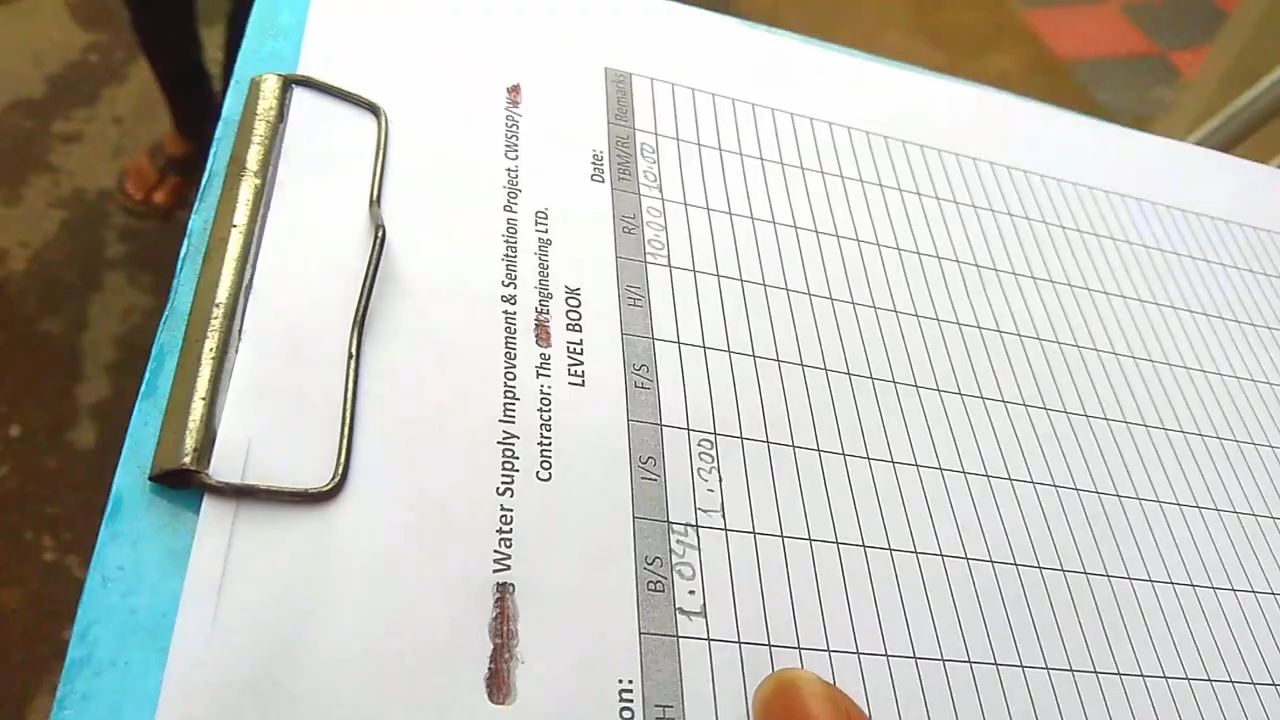 Water Supply Improvement & Senitation Project. CWSISP/
Contractor: The Engineering LTD.
LEVEL BOOK
on: Date:
H B/S I/S F/S H/I R/L TBM/RL Remarks
1.095 10.00 10.00
1.300